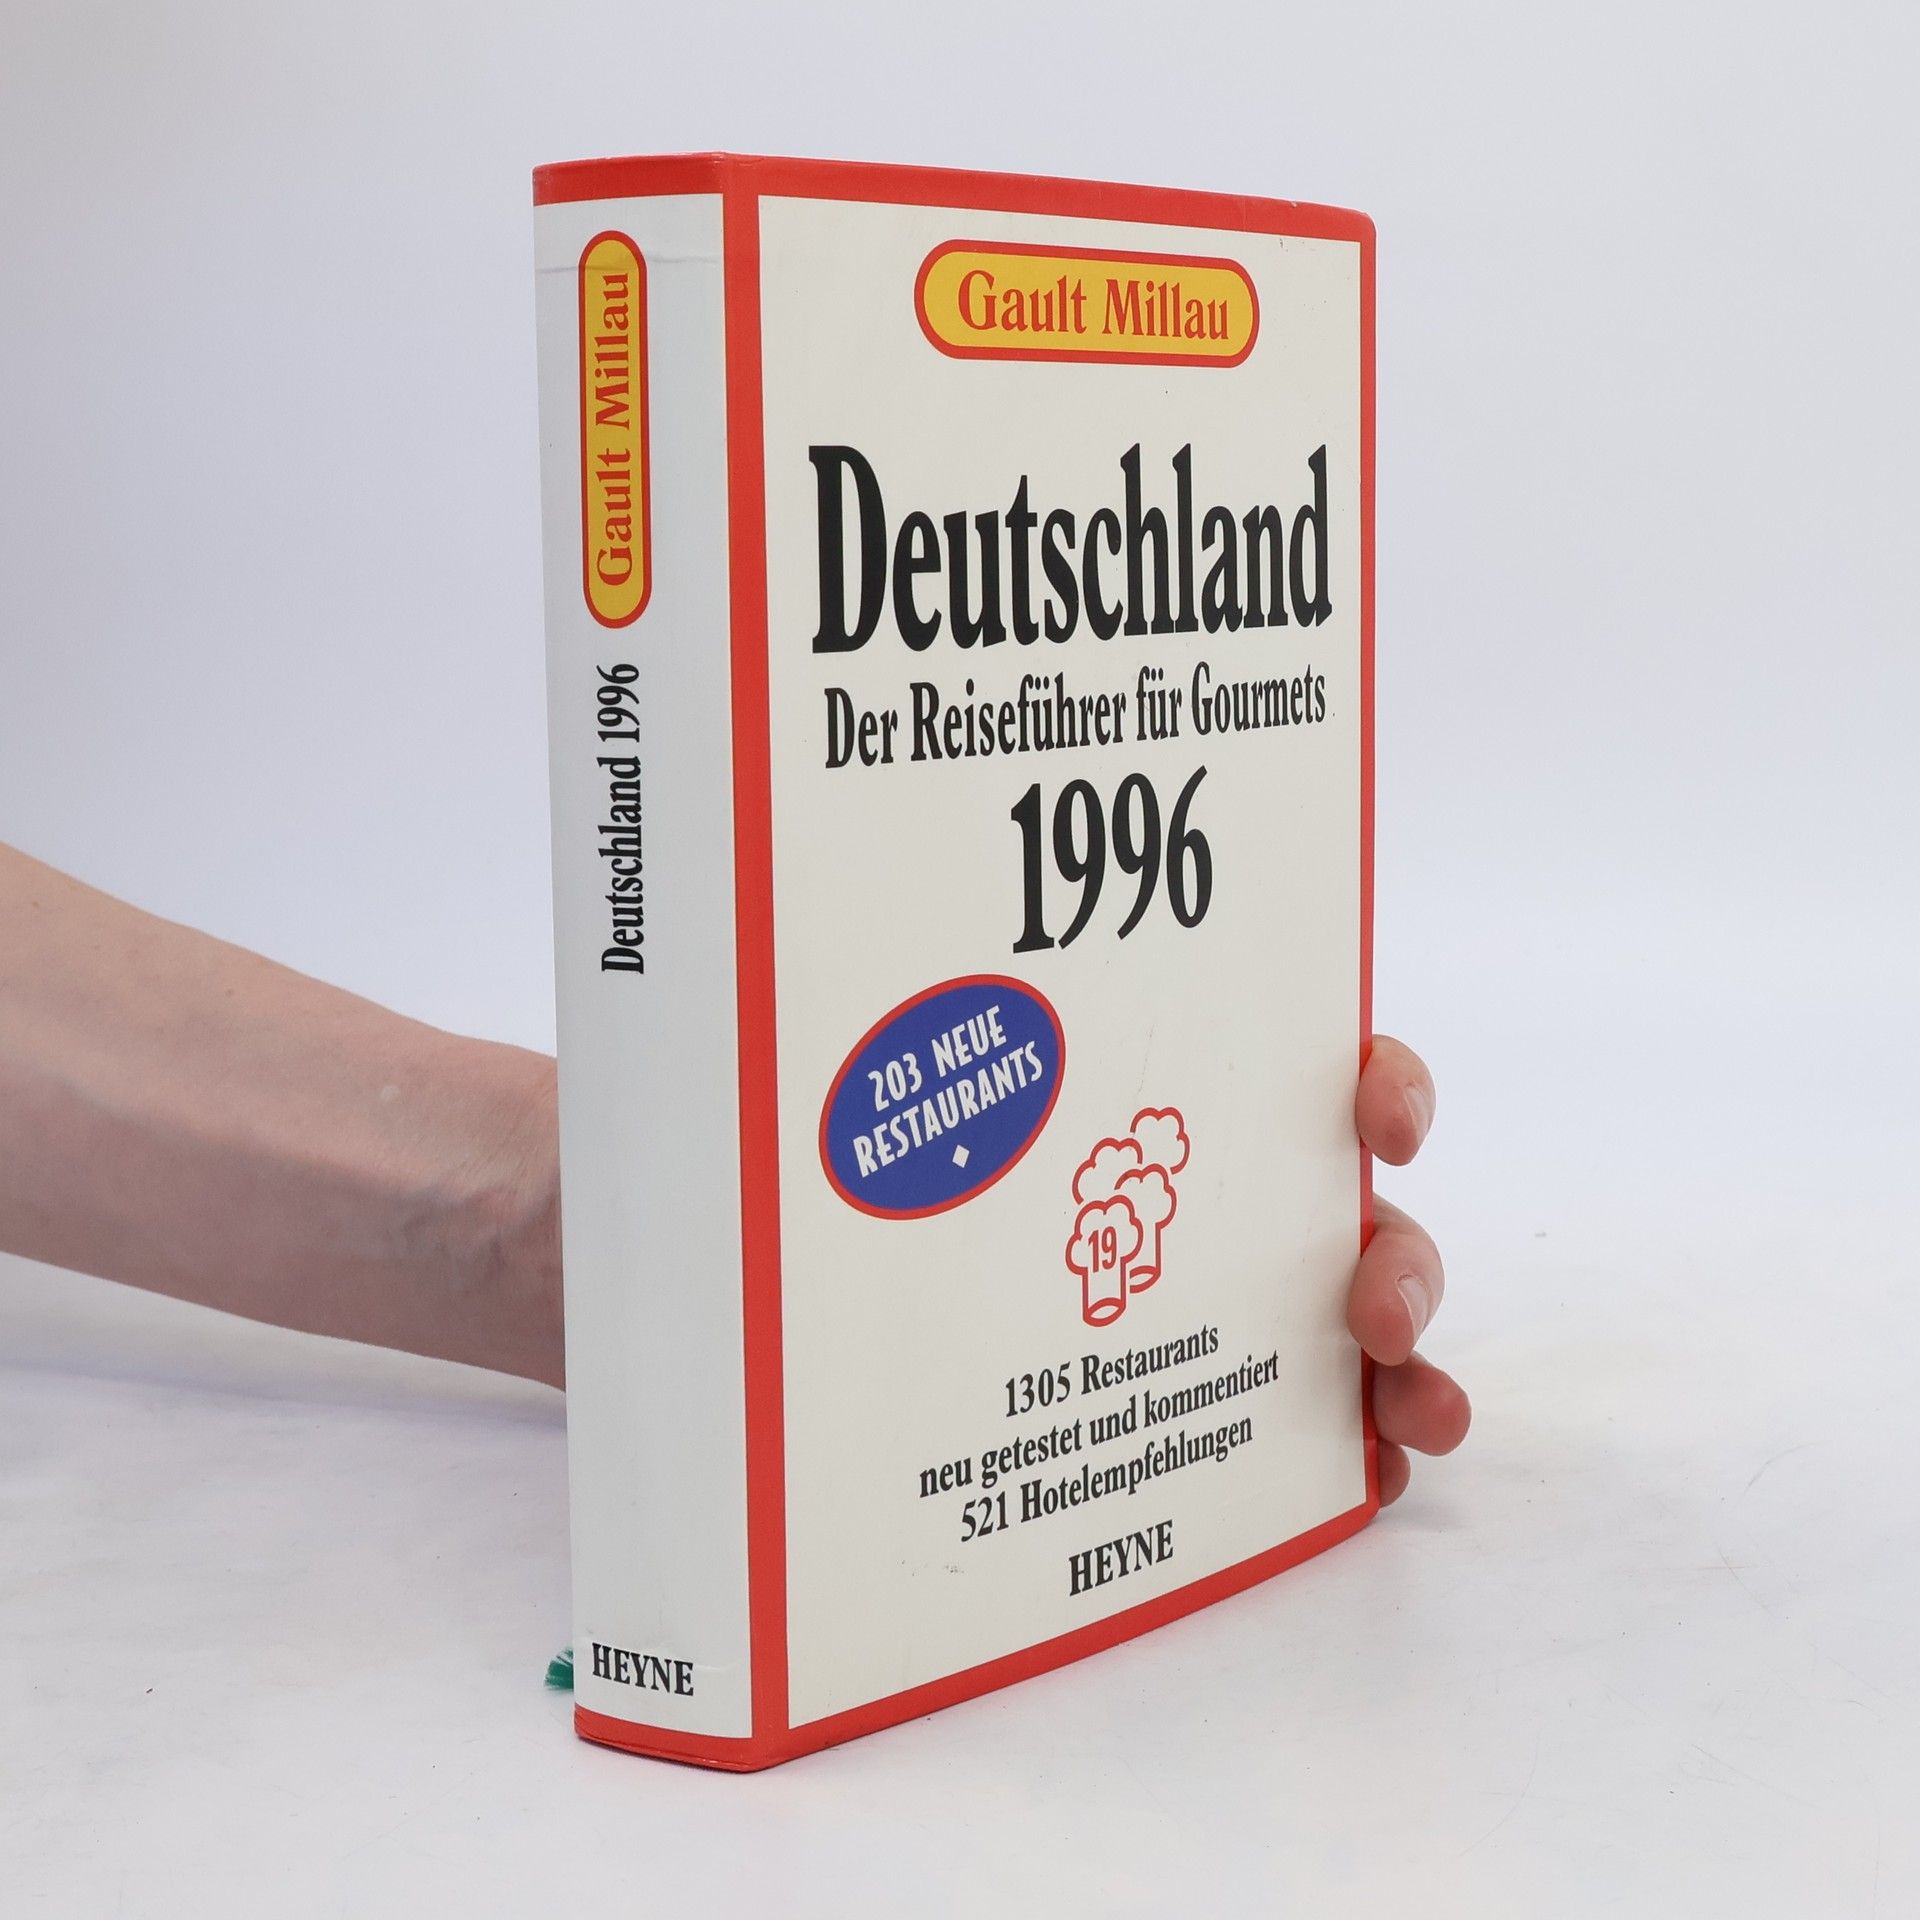 Gault Millau
Deutschland 1996
HEYNE
Gault Millau
Deutschland
Der Reiseführer für Gourmets
1996
203 NEUE
RESTAURANTS
19
1305 Restaurants
neu getestet und kommentiert
521 Hotelempfehlungen
HEYNE